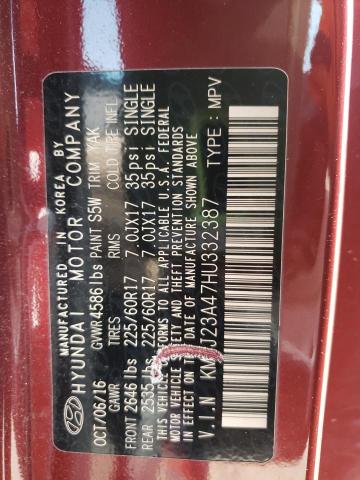 MANUFACTURED IN KOREA BY
HYUNDAI MOTOR COMPANY
OCT/06/16 GVWR 4588 lbs PAINT S5W TRIM YAK
GAWR TIRES RIMS COLD TIRE INFL
FRONT 2646 lbs 225/60R17 7.0JX17 35psi SINGLE
REAR 2535 lbs 225/60R17 7.0JX17 35psi SINGLE
THIS VEHICLE CONFORMS TO ALL APPLICABLE U.S.A. FEDERAL
MOTOR VEHICLE SAFETY AND THEFT PREVENTION STANDARDS
IN EFFECT ON THE DATE OF MANUFACTURE SHOWN ABOVE
V.I.N J23A47HU332387 TYPE : MPV